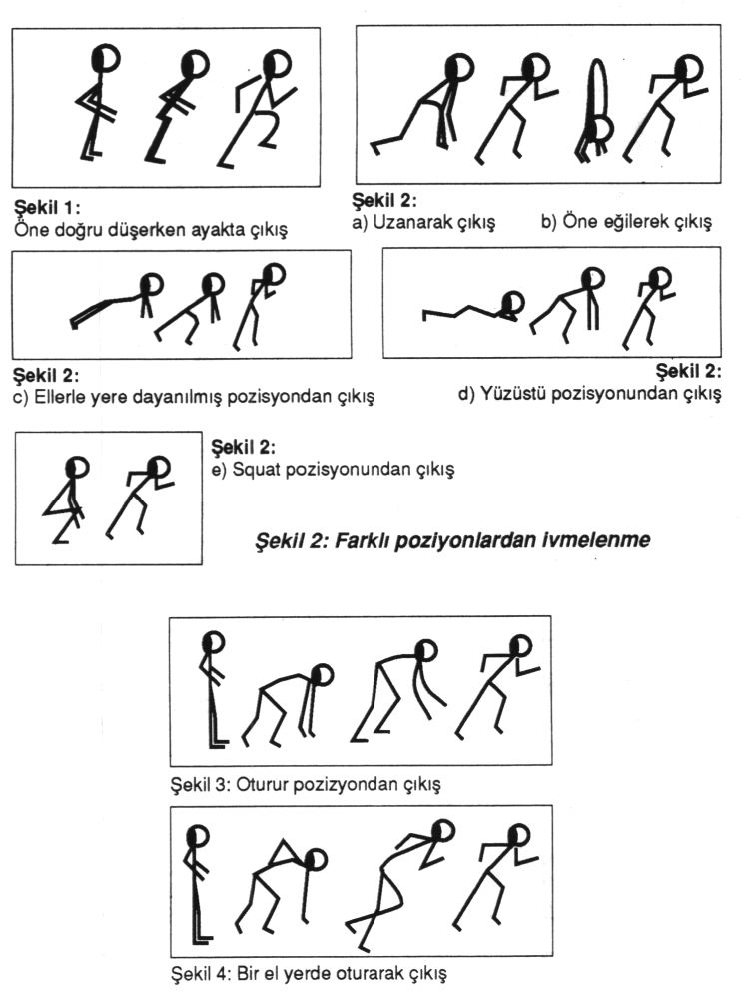 Şekil 1:
Öne doğru düşerken ayakta çıkış
Şekil 2:
a) Uzanarak çıkış b) Öne eğilerek çıkış
Şekil 2:
c) Ellerle yere dayanılmış pozisyondan çıkış
Şekil 2:
d) Yüzüstü pozisyonundan çıkış
Şekil 2:
e) Squat pozisyonundan çıkış
Şekil 2: Farklı poziyonlardan ivmelenme
Şekil 3: Oturur pozizyondan çıkış
Şekil 4: Bir el yerde oturarak çıkış